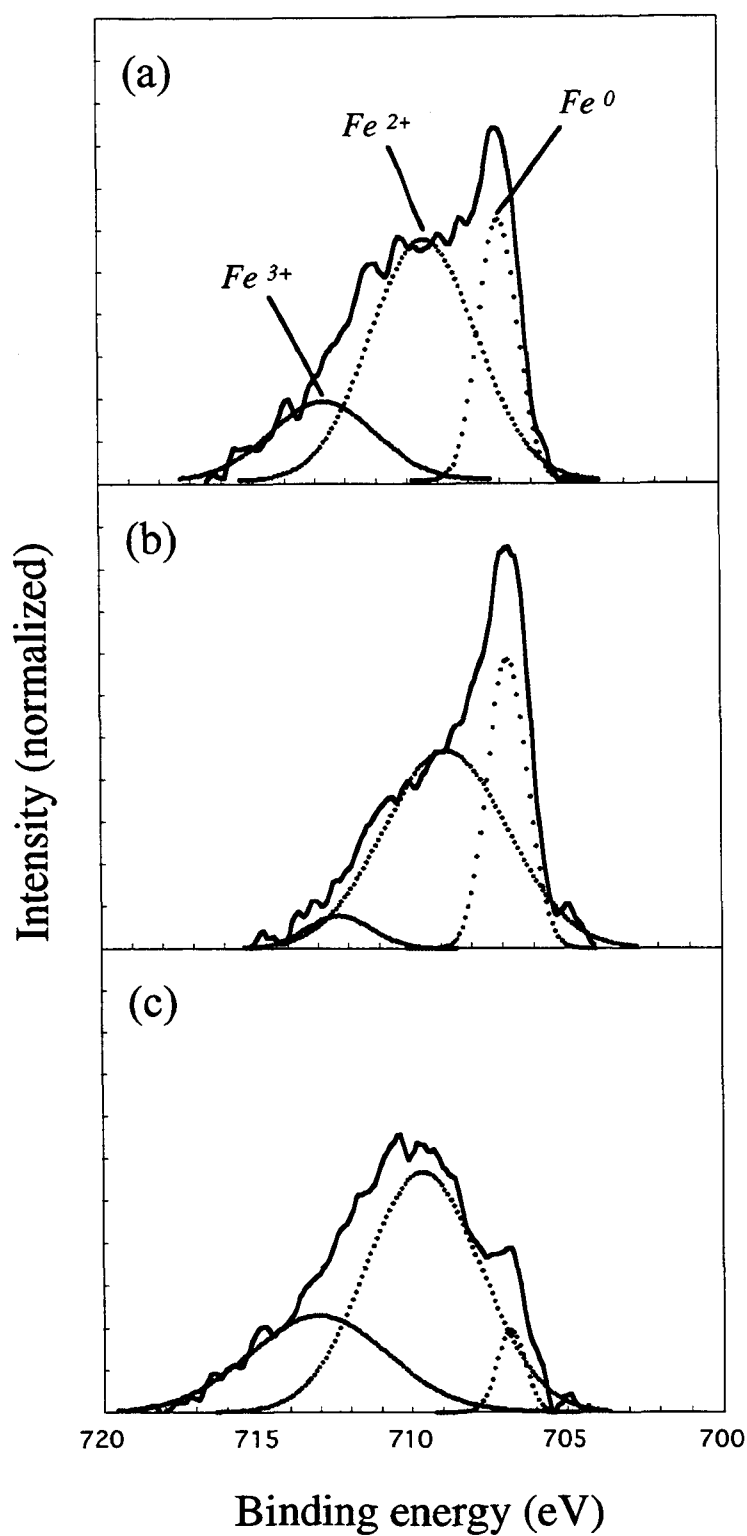 (a)
Fe 2+
Fe 0
Fe 3+
(b)
(c)
Intensity (normalized)
720 715 710 705 700
Binding energy (eV)